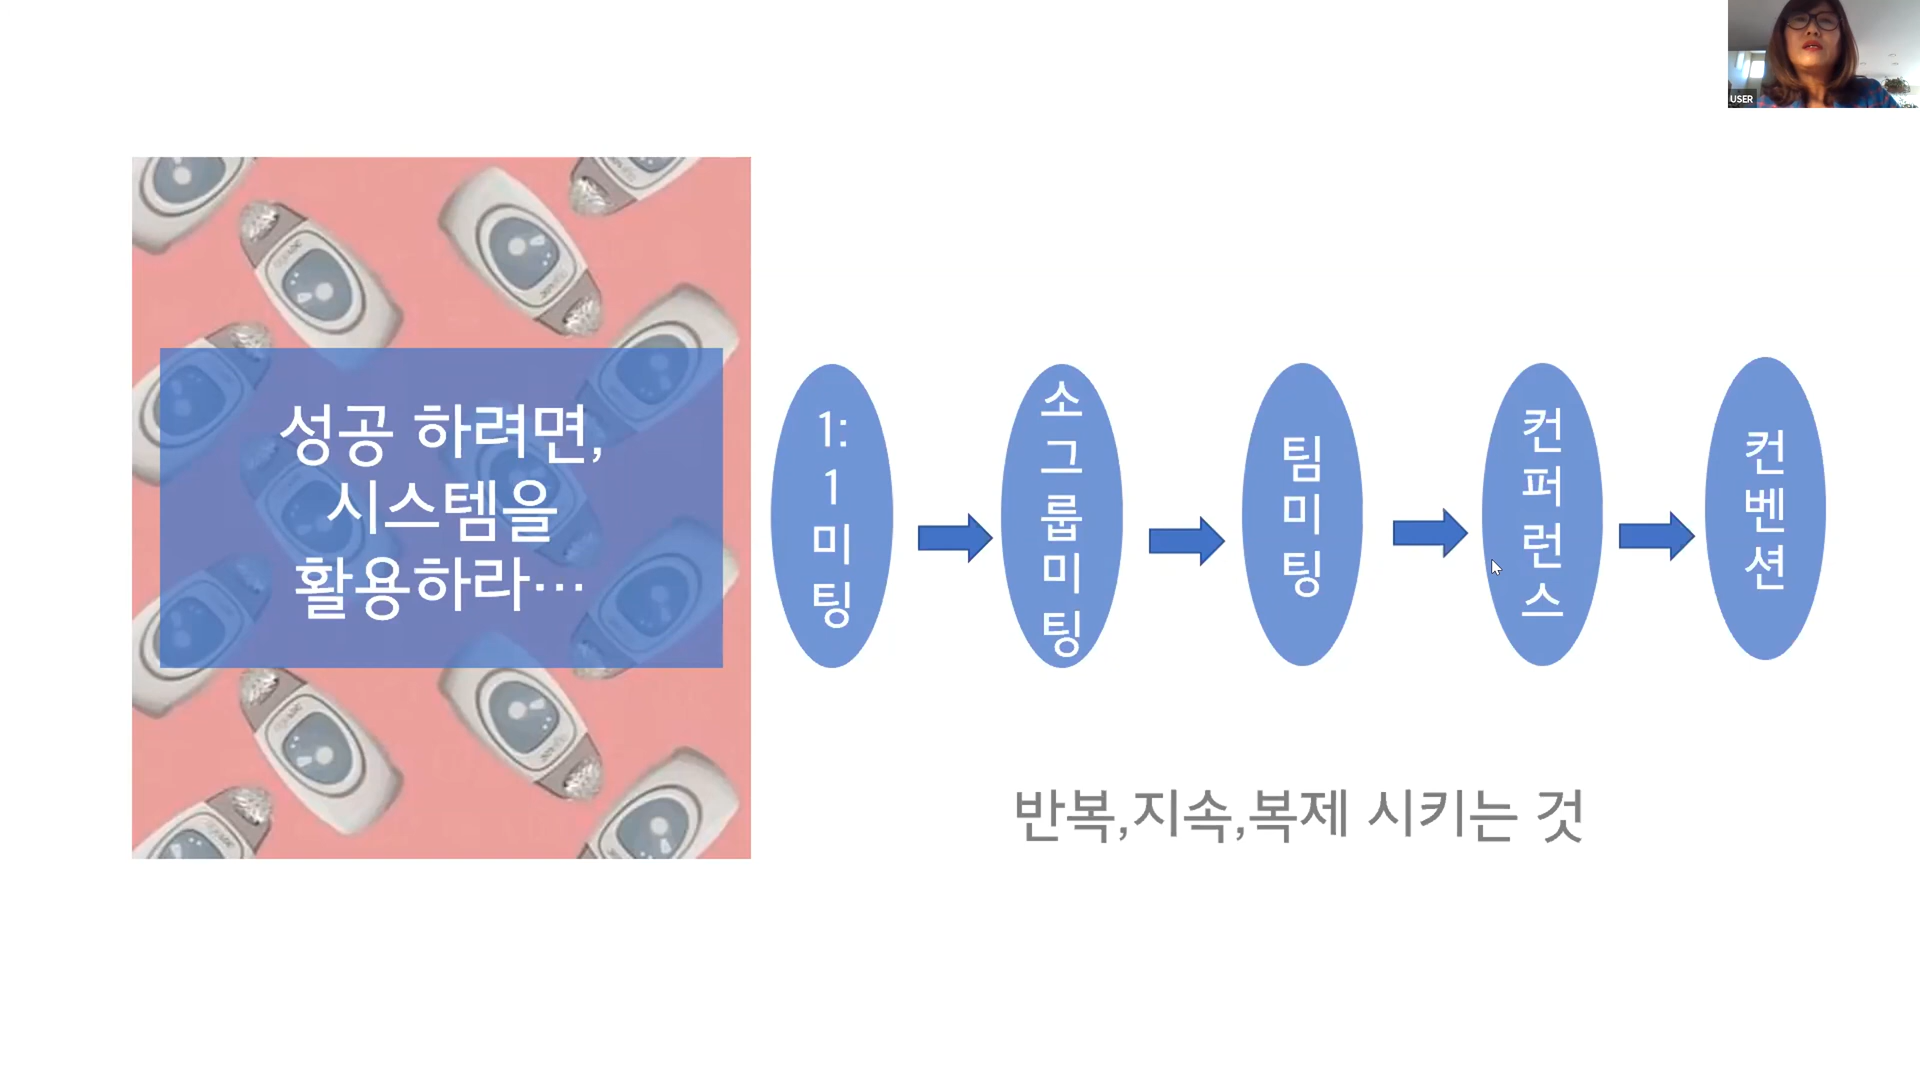 USER
성공 하려면,
시스템을
활용하라…
1:
1
미
팅
소
그
룹
미
팅
팀
미
팅
컨
퍼
런
스
컨
벤
션
반복,지속,복제 시키는 것